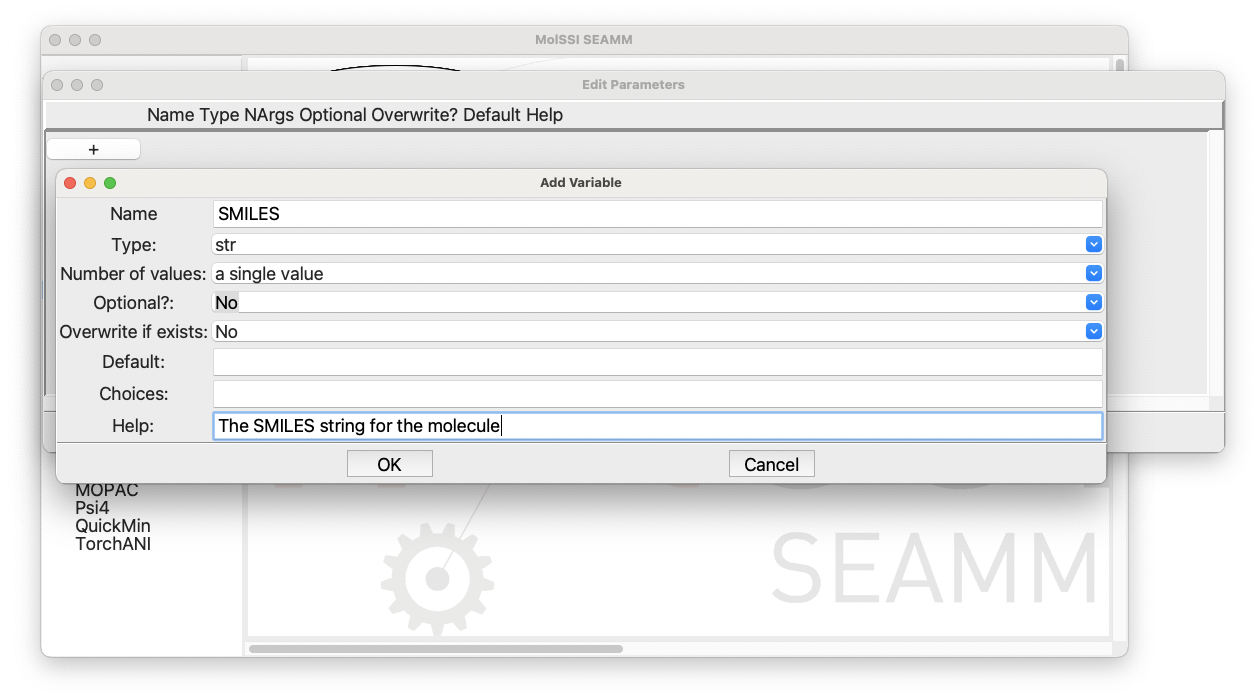 MolSSI SEAMM
Edit Parameters
Name Type NArgs Optional Overwrite? Default Help
+
Add Variable
Name SMILES
Type: str
Number of values: a single value
Optional?: No
Overwrite if exists: No
Default:
Choices:
Help: The SMILES string for the molecule
OK Cancel
MOPAC
Psi4
QuickMin
TorchANI
SEAMM